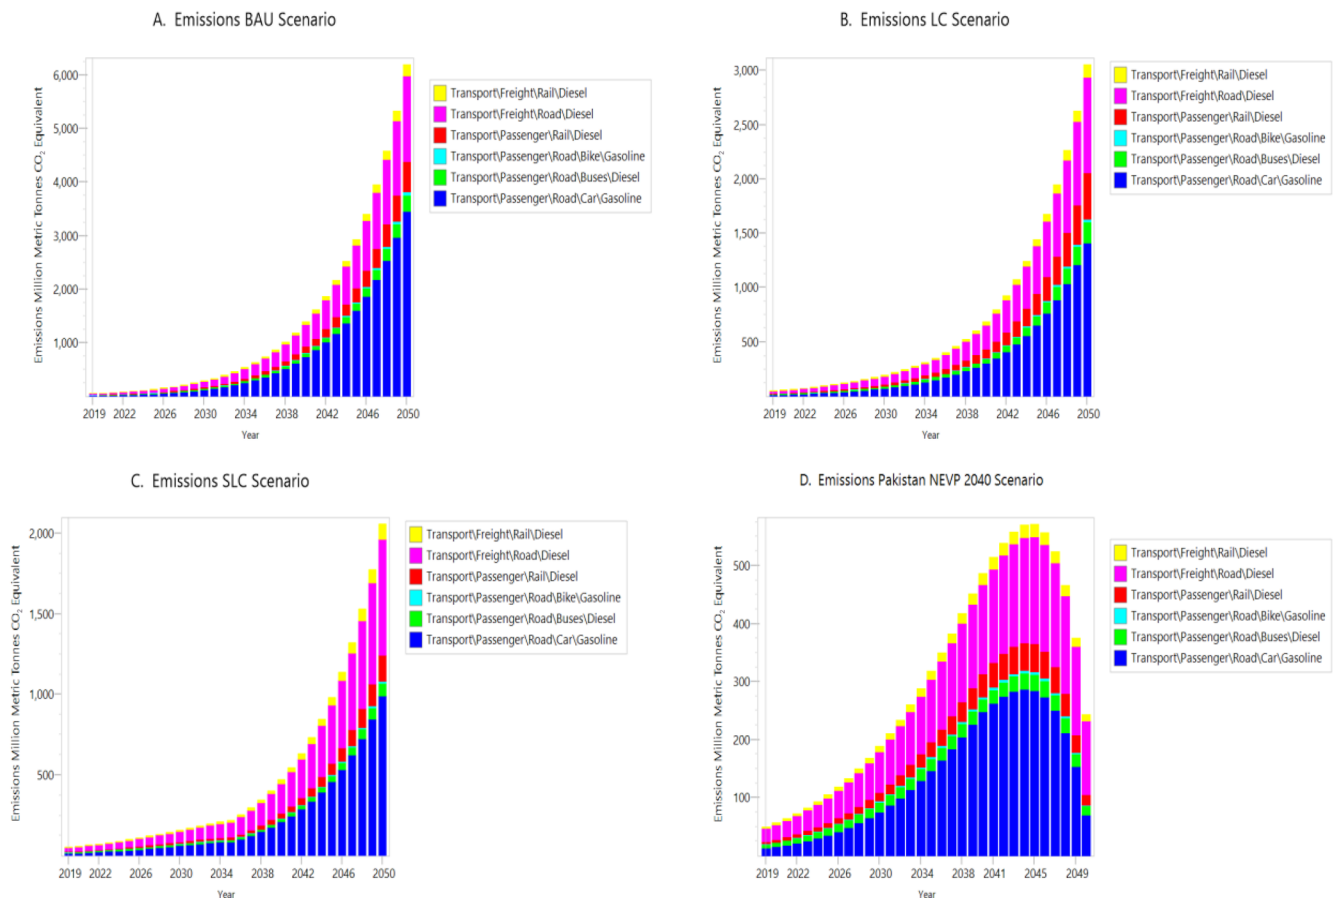 A. Emissions BAU Scenario
Emissions Million Metric Tonnes CO₂ Equivalent
6,000
5,000
4,000
3,000
2,000
1,000
2019 2022 2026 2030 2034 2038 2042 2046 2050
Year
Transport\Freight\Rail\Diesel
Transport\Freight\Road\Diesel
Transport\Passenger\Rail\Diesel
Transport\Passenger\Road\Bike\Gasoline
Transport\Passenger\Road\Buses\Diesel
Transport\Passenger\Road\Car\Gasoline
B. Emissions LC Scenario
Emissions Million Metric Tonnes CO₂ Equivalent
3,000
2,500
2,000
1,500
1,000
500
2019 2022 2026 2030 2034 2038 2042 2046 2050
Year
Transport\Freight\Rail\Diesel
Transport\Freight\Road\Diesel
Transport\Passenger\Rail\Diesel
Transport\Passenger\Road\Bike\Gasoline
Transport\Passenger\Road\Buses\Diesel
Transport\Passenger\Road\Car\Gasoline
C. Emissions SLC Scenario
Emissions Million Metric Tonnes CO₂ Equivalent
2,000
1,500
1,000
500
2019 2022 2026 2030 2034 2038 2042 2046 2050
Year
Transport\Freight\Rail\Diesel
Transport\Freight\Road\Diesel
Transport\Passenger\Rail\Diesel
Transport\Passenger\Road\Bike\Gasoline
Transport\Passenger\Road\Buses\Diesel
Transport\Passenger\Road\Car\Gasoline
D. Emissions Pakistan NEVP 2040 Scenario
Emissions Million Metric Tonnes CO₂ Equivalent
500
400
300
200
100
2019 2022 2026 2030 2034 2038 2041 2045 2049
Year
Transport\Freight\Rail\Diesel
Transport\Freight\Road\Diesel
Transport\Passenger\Rail\Diesel
Transport\Passenger\Road\Bike\Gasoline
Transport\Passenger\Road\Buses\Diesel
Transport\Passenger\Road\Car\Gasoline